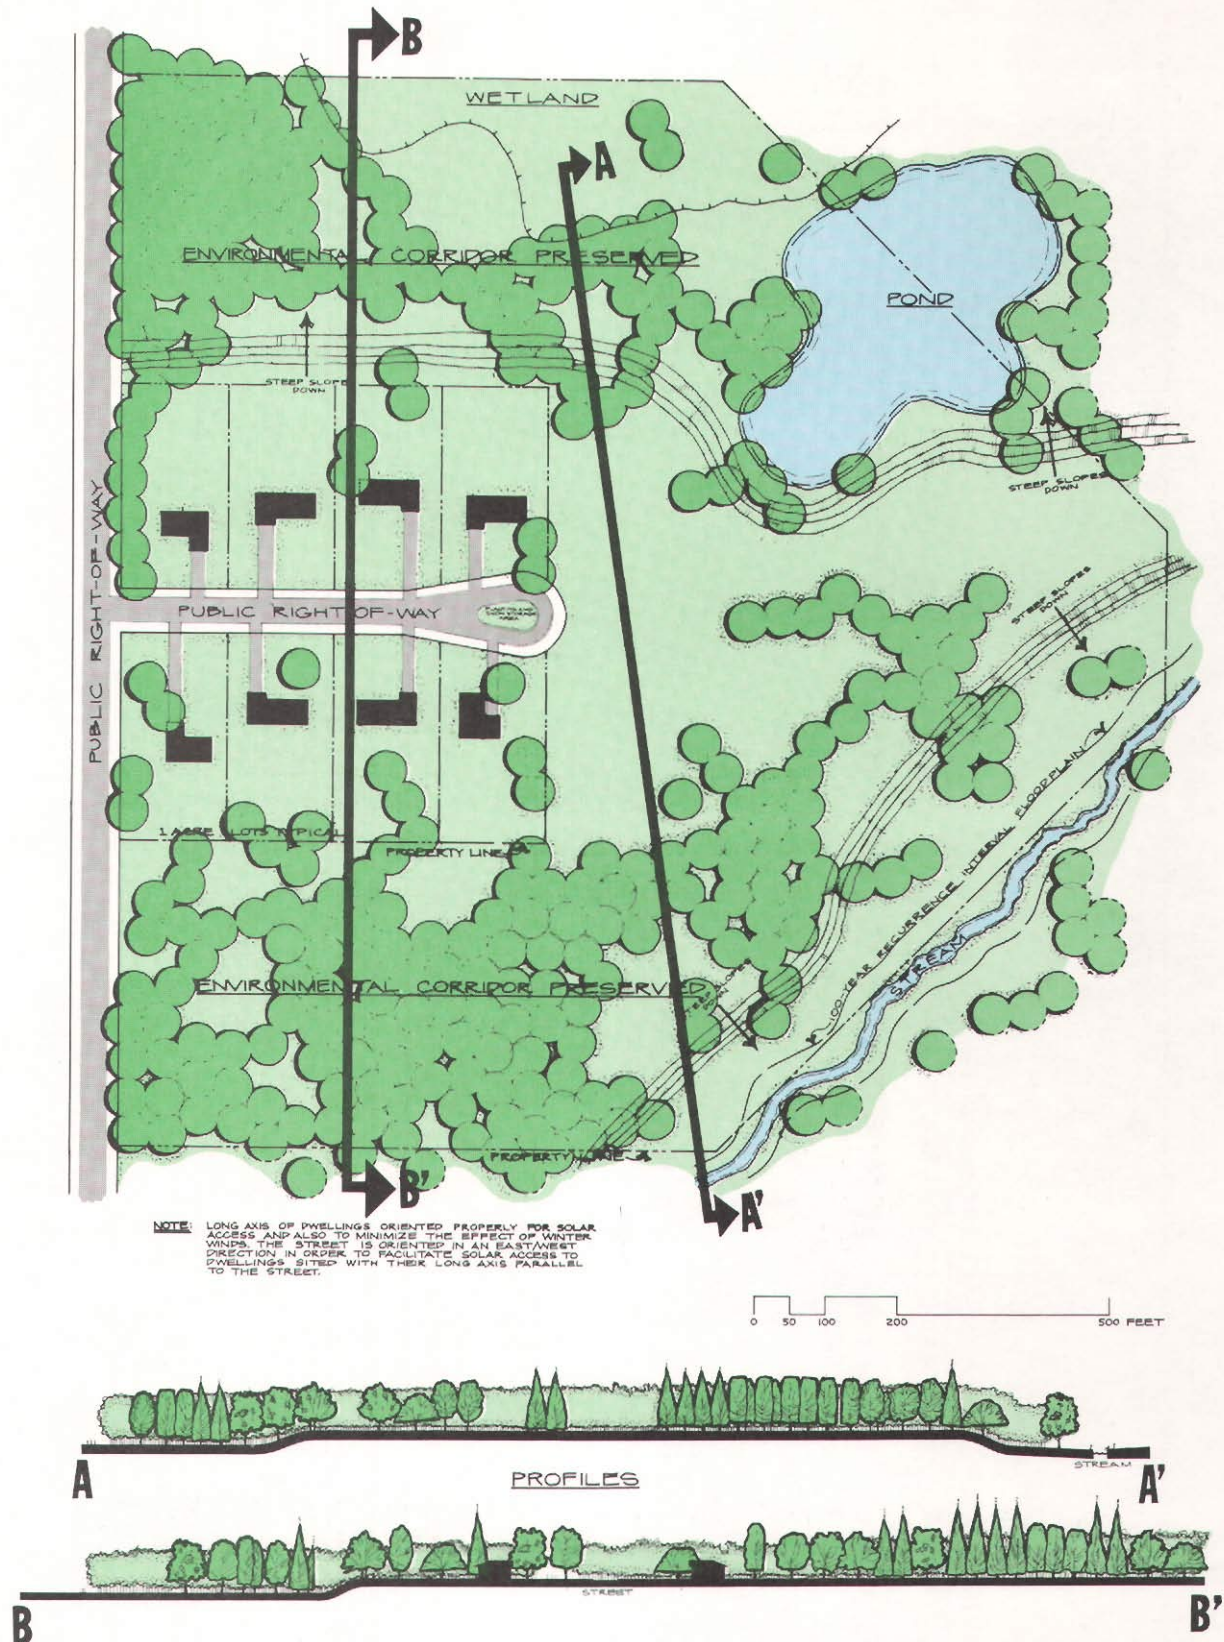 B
WETLAND
A
ENVIRONMENTAL CORRIDOR PRESERVED
POND
STEEP SLOPE
DOWN
STEEP SLOPES
DOWN
PUBLIC RIGHT-OF-WAY
PUBLIC RIGHT-OF-WAY
STEEP SLOPES
DOWN
1 ACRE LOTS TYPICAL
PROPERTY LINE
100-YEAR RECURRENCE INTERVAL FLOODPLAIN
STREAM
ENVIRONMENTAL CORRIDOR PRESERVED
STEEP SLOPES
DOWN
PROPERTY LINE
B'
A'
NOTE: LONG AXIS OF DWELLINGS ORIENTED PROPERLY FOR SOLAR
ACCESS AND ALSO TO MINIMIZE THE EFFECT OF WINTER
WINDS. THE STREET IS ORIENTED IN AN EAST/WEST
DIRECTION IN ORDER TO FACILITATE SOLAR ACCESS TO
DWELLINGS SITED WITH THEIR LONG AXIS PARALLEL
TO THE STREET.
0 50 100 200 500 FEET
STREAM
A
PROFILES
A'
STREET
B
B'